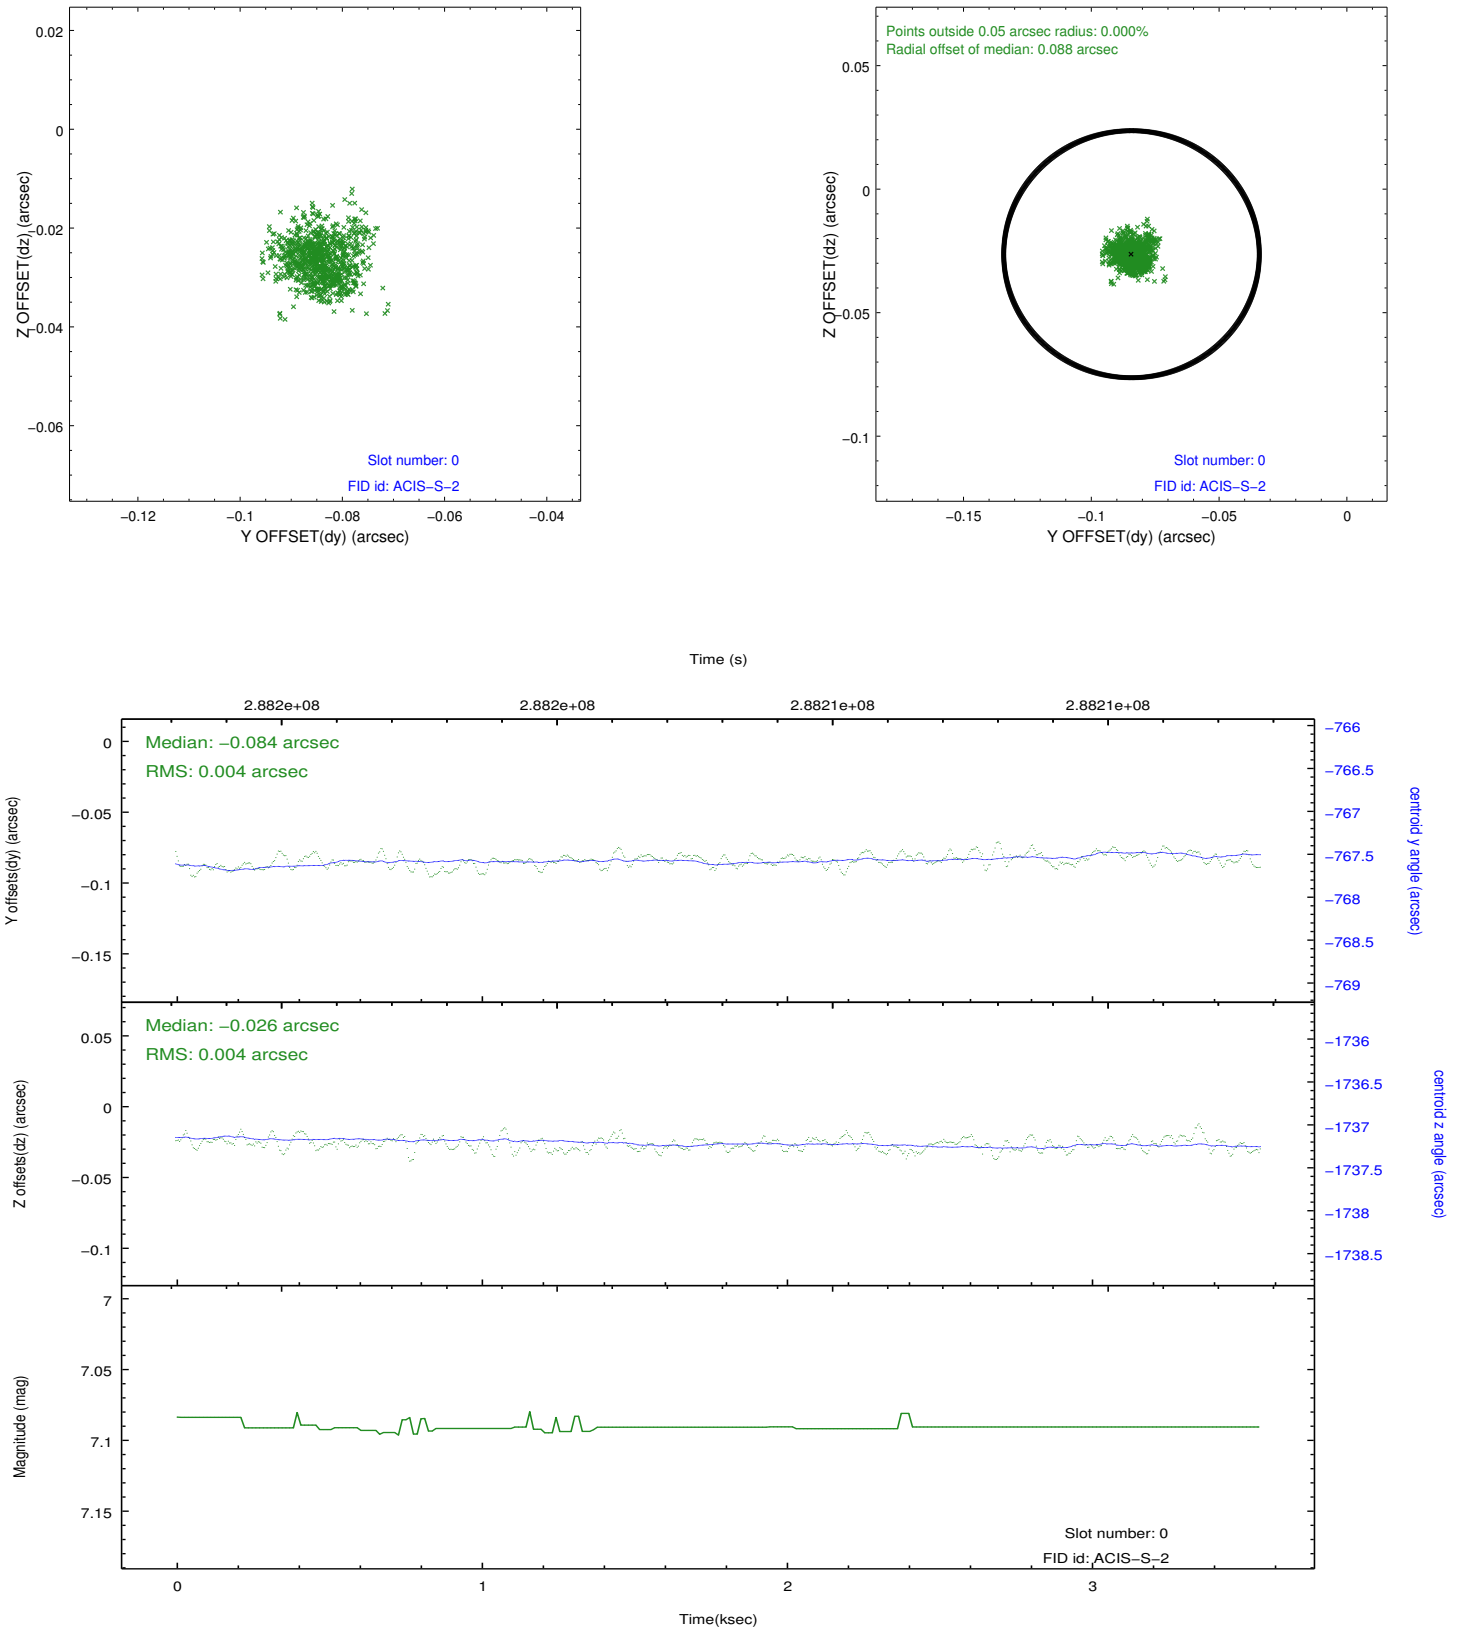 0.02
0
−0.02
−0.04
−0.06
Z OFFSET(dz) (arcsec)
Slot number: 0
FID id: ACIS−S−2
−0.12 −0.1 −0.08 −0.06 −0.04
Y OFFSET(dy) (arcsec)
Points outside 0.05 arcsec radius: 0.000%
Radial offset of median: 0.088 arcsec
0.05
0
−0.05
−0.1
Z OFFSET(dz) (arcsec)
Slot number: 0
FID id: ACIS−S−2
−0.15 −0.1 −0.05 0
Y OFFSET(dy) (arcsec)
Time (s)
2.882e+08 2.882e+08 2.8821e+08 2.8821e+08
Median: −0.084 arcsec
RMS: 0.004 arcsec
0
−0.05
−0.1
−0.15
Y offsets(dy) (arcsec)
−766
−766.5
−767
−767.5
−768
−768.5
−769
centroid y angle (arcsec)
Median: −0.026 arcsec
RMS: 0.004 arcsec
0.05
0
−0.05
−0.1
Z offsets(dz) (arcsec)
−1736
−1736.5
−1737
−1737.5
−1738
−1738.5
centroid z angle (arcsec)
7
7.05
7.1
7.15
Magnitude (mag)
Slot number: 0
FID id: ACIS−S−2
0 1 2 3
Time(ksec)